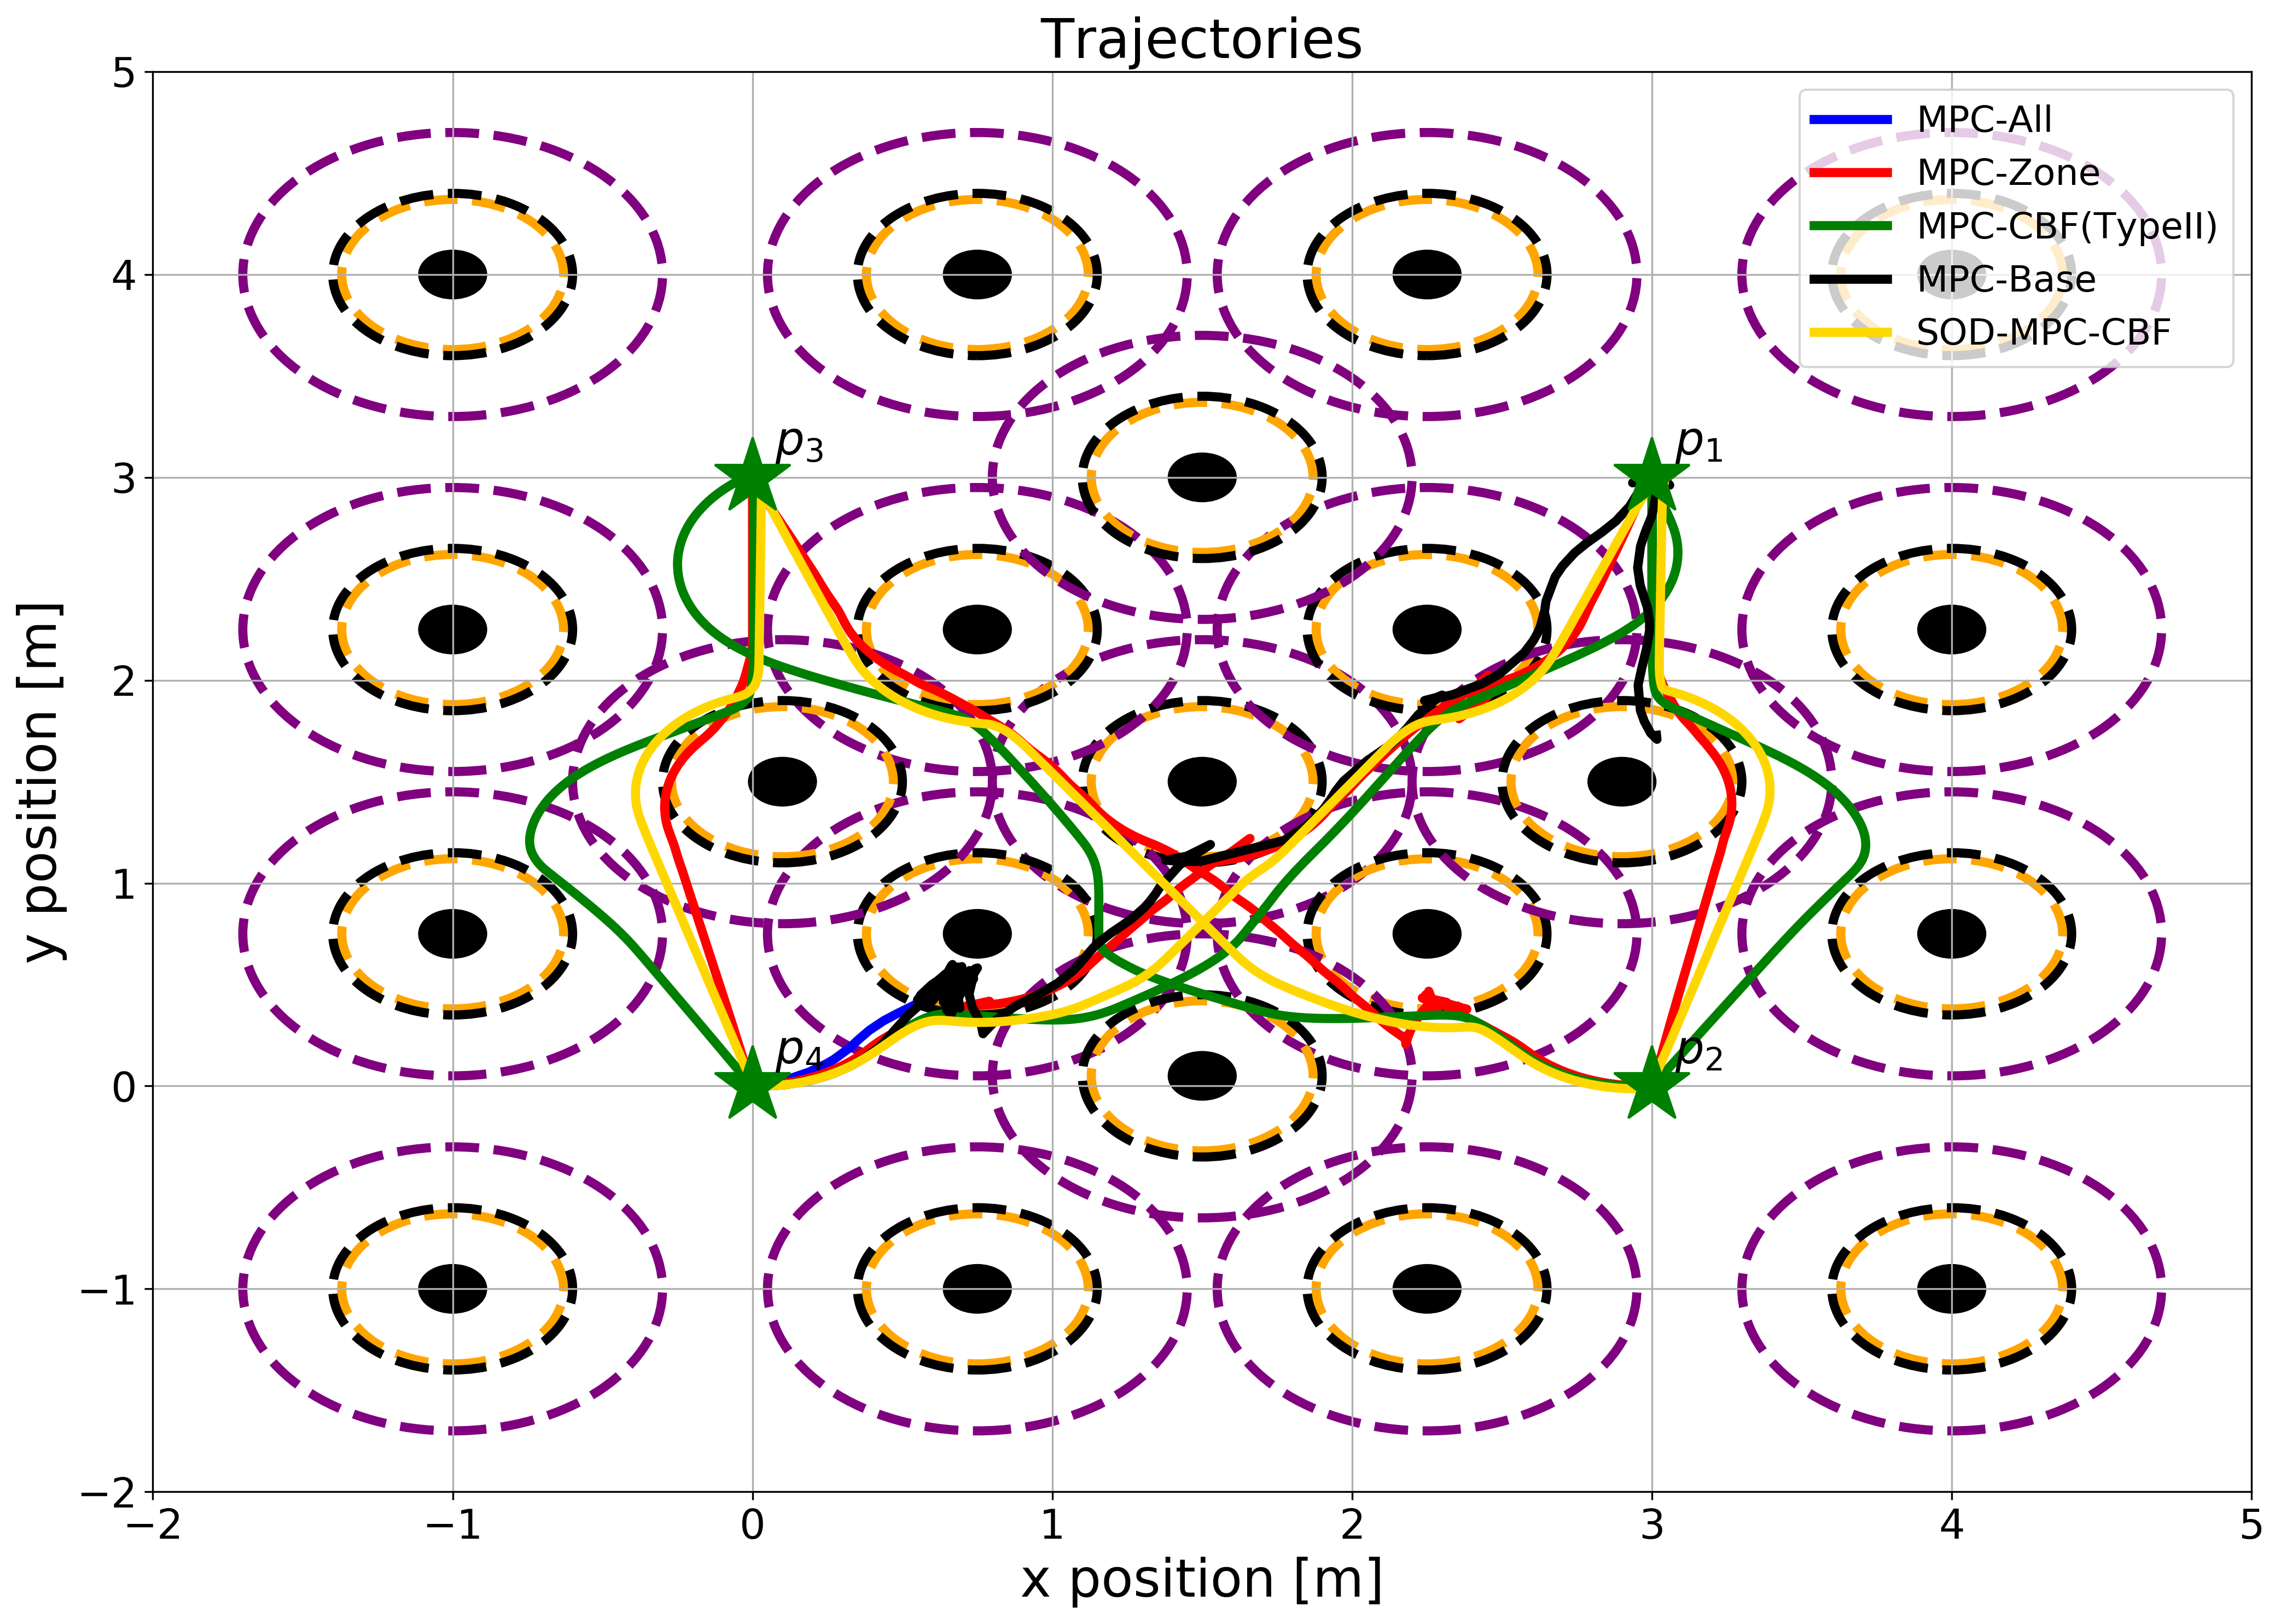 Trajectories
5
4
3
2
1
0
−1
−2
y position [m]
MPC-All
MPC-Zone
MPC-CBF(TypeII)
MPC-Base
SOD-MPC-CBF
p3
p1
p4
p2
−2 −1 0 1 2 3 4 5
x position [m]